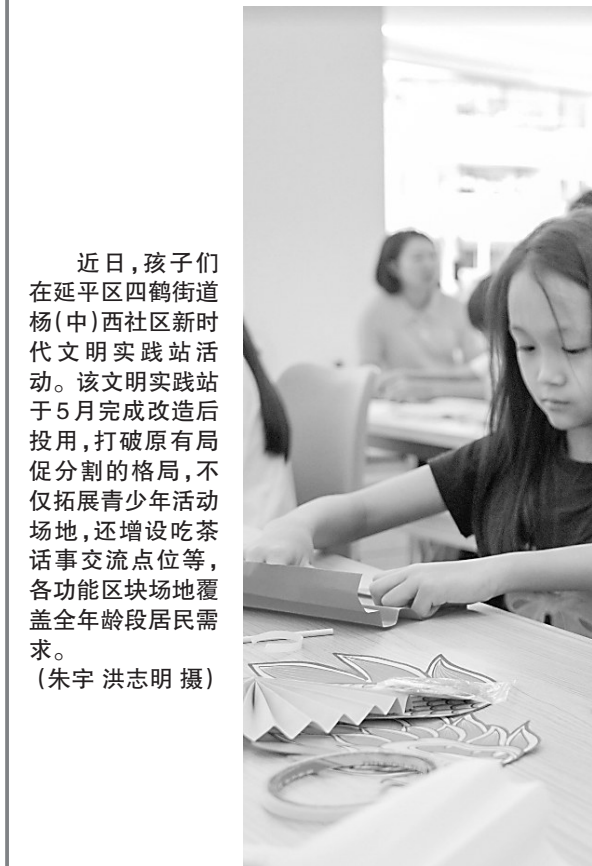 近日,孩子们
在延平区四鹤街道
杨(中)西社区新时
代文明实践站活
动。该文明实践站
于5月完成改造后
投用,打破原有局
促分割的格局,不
仅拓展青少年活动
场地,还增设吃茶
话事交流点位等,
各功能区块场地覆
盖全年龄段居民需
求。
(朱宇 洪志明 摄)